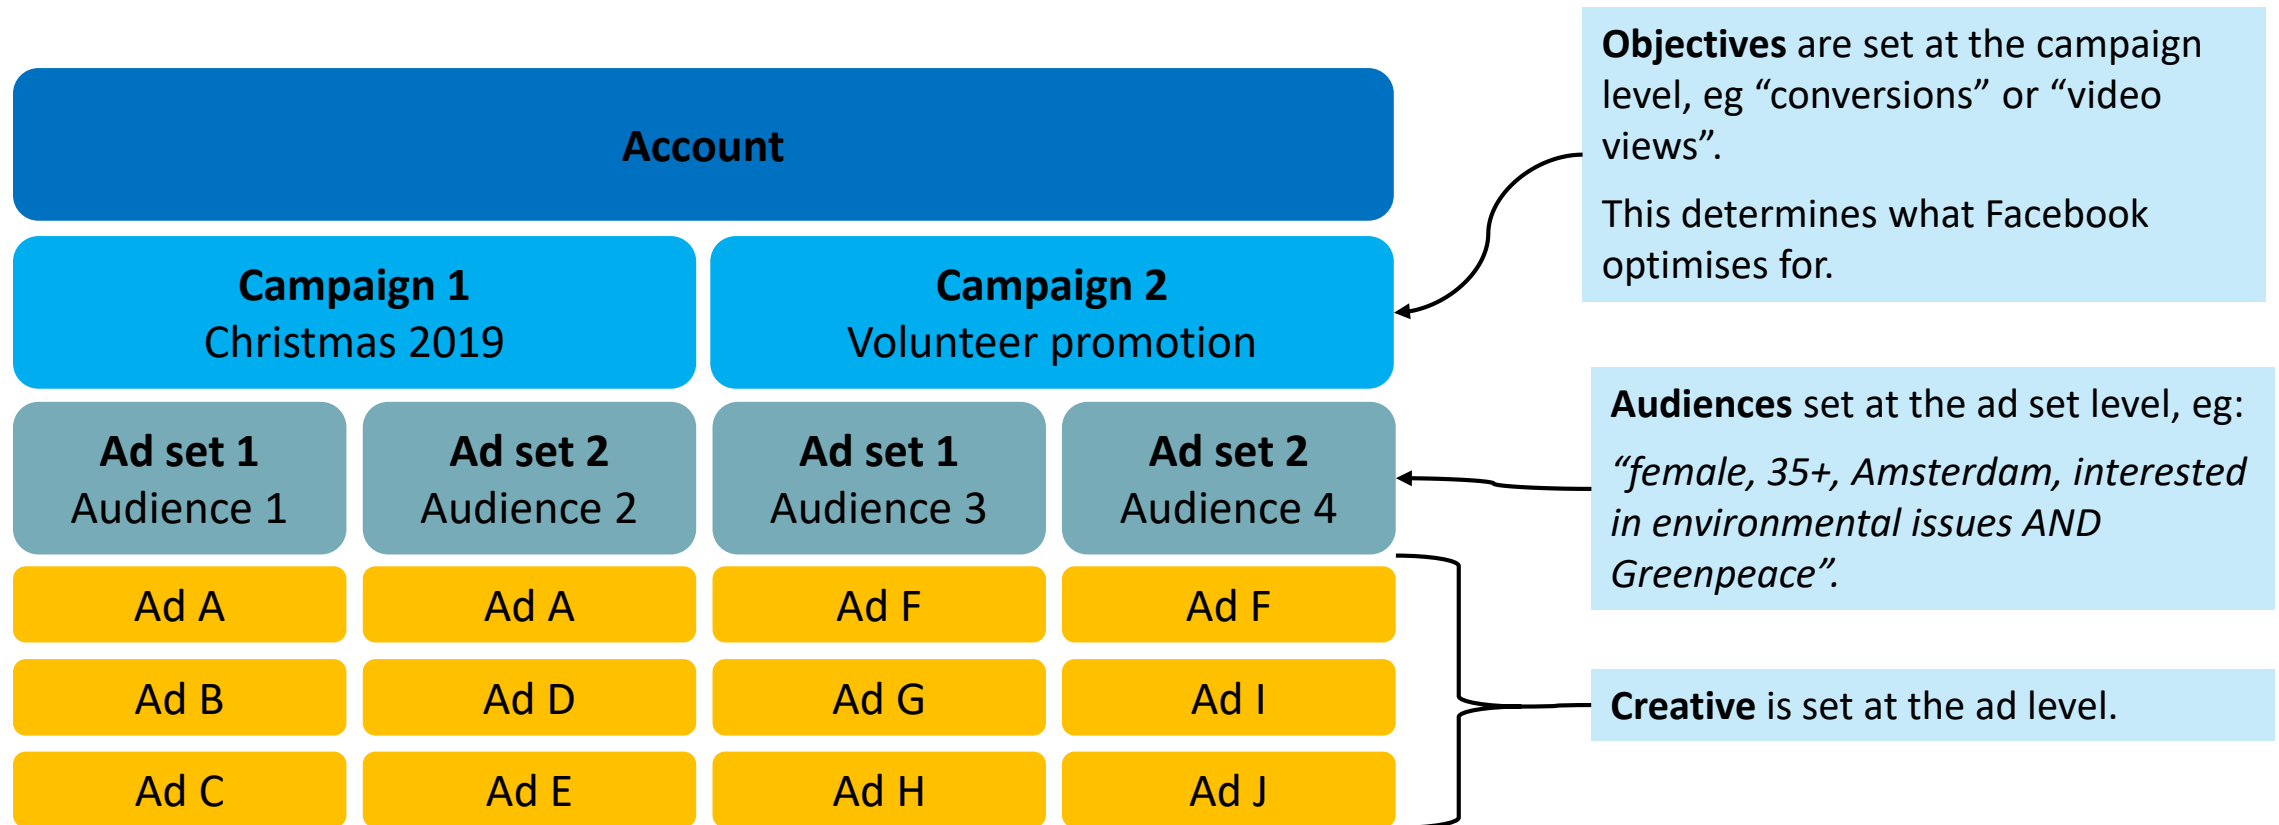 Account
Campaign 1
Christmas 2019
Campaign 2
Volunteer promotion
Ad set 1
Audience 1
Ad set 2
Audience 2
Ad set 1
Audience 3
Ad set 2
Audience 4
Ad A
Ad A
Ad F
Ad F
Ad B
Ad D
Ad G
Ad I
Ad C
Ad E
Ad H
Ad J
Objectives are set at the campaign
level, eg “conversions” or “video
views”.
This determines what Facebook
optimises for.
Audiences set at the ad set level, eg:
“female, 35+, Amsterdam, interested
in environmental issues AND
Greenpeace”.
Creative is set at the ad level.